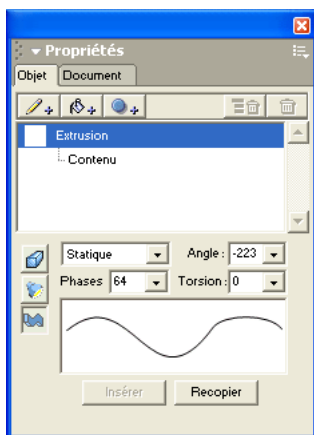 Propriétés
Objet Document
Extrusion
Contenu
Statique Angle : -223
Phases 64 Torsion : 0
Insérer Recopier